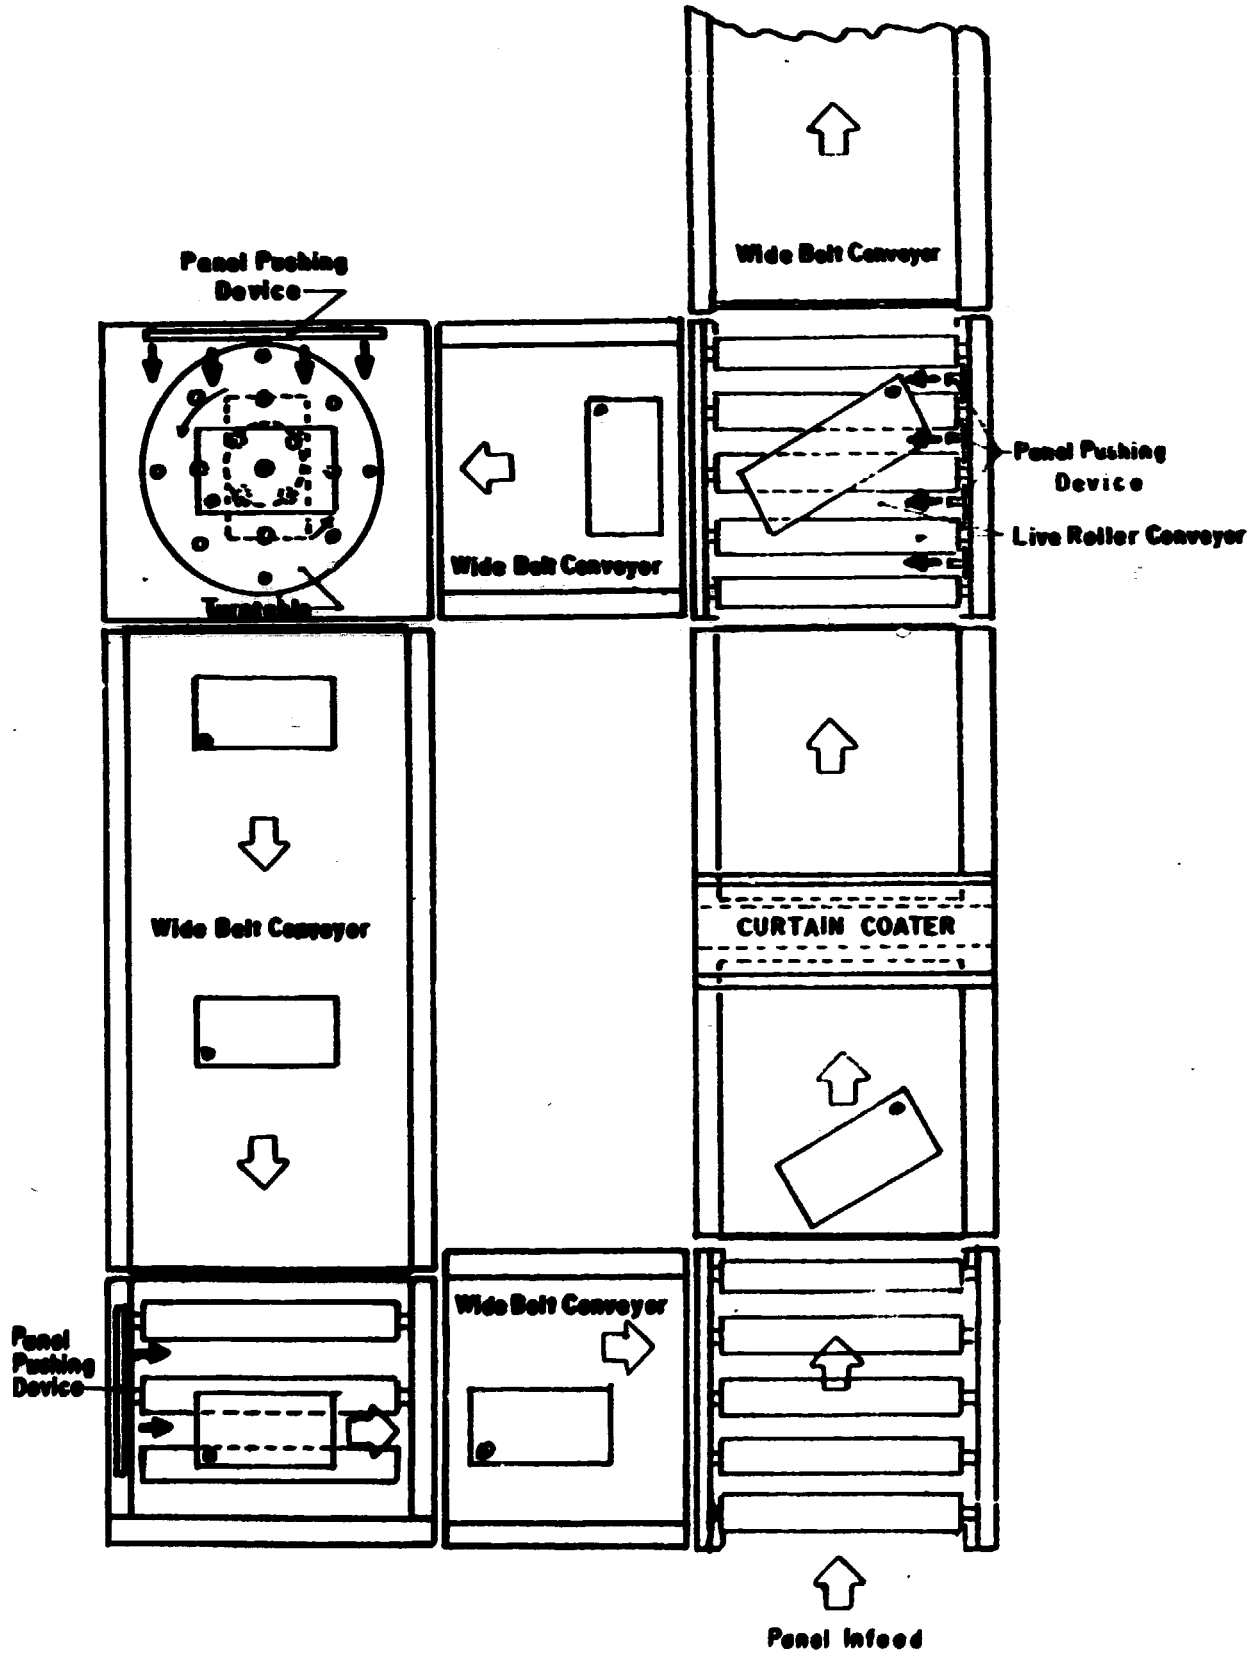 Wide Belt Conveyor
Panel Pushing
Device
Panel Pushing
Device
Live Roller Conveyor
Wide Belt Conveyor
Turntable
Wide Belt Conveyor
CURTAIN COATER
Wide Belt Conveyor
Panel
Pushing
Device
Panel Infeed